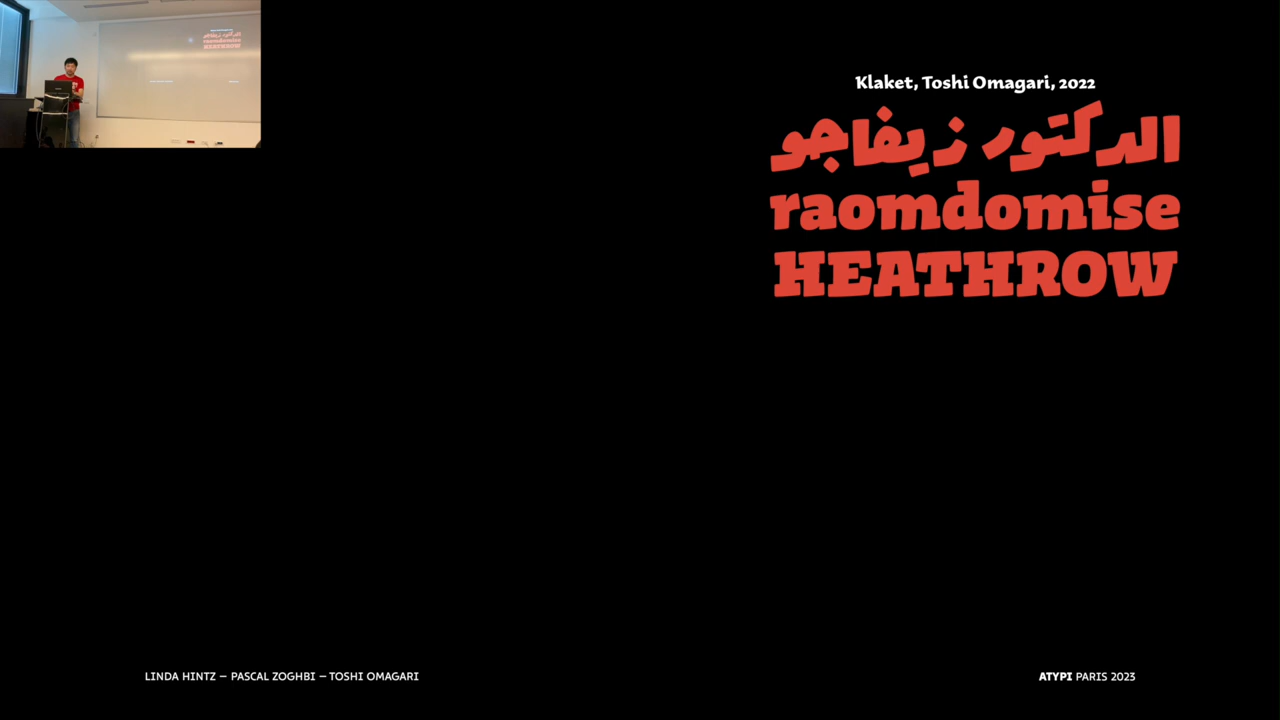 Klaket, Toshi Omagari, 2022
الدكتور زيفاجو
raomdomise
HEATHROW
LINDA HINTZ – PASCAL ZOGHBI – TOSHI OMAGARI
ATYPI PARIS 2023